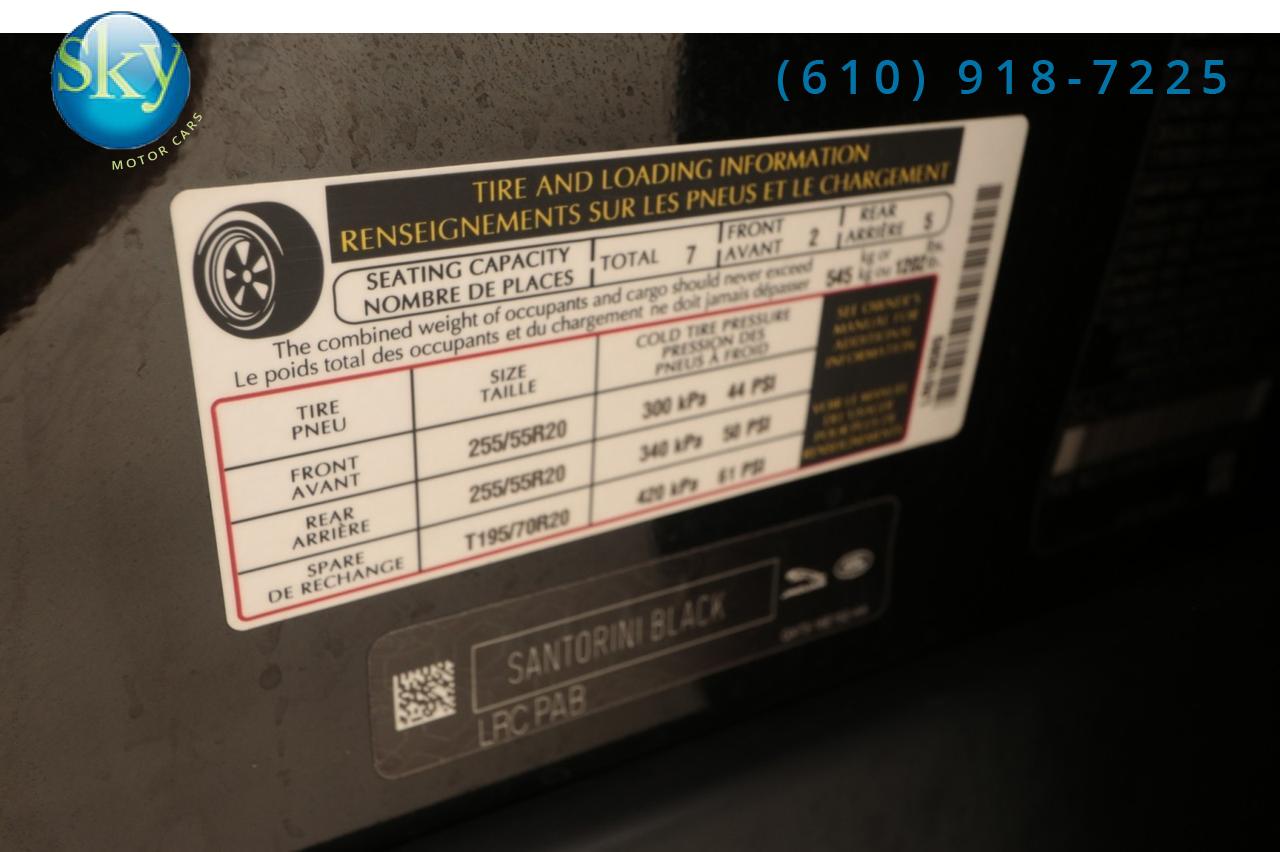 Sky
MOTOR CARS
(610) 918-7225
TIRE AND LOADING INFORMATION
RENSEIGNEMENTS SUR LES PNEUS ET LE CHARGEMENT
SEATING CAPACITY
NOMBRE DE PLACES
TOTAL 7
FRONT
AVANT 2
REAR
ARRIÈRE 5
The combined weight of occupants and cargo should never exceed
Le poids total des occupants et du chargement ne doit jamais dépasser
545 kg or
kg ou 1202 lbs.
lb.
TIRE
PNEU
SIZE
TAILLE
COLD TIRE PRESSURE
PRESSION DES
PNEUS À FROID
FRONT
AVANT
255/55R20
300 kPa 44 PSI
REAR
ARRIÈRE
255/55R20
340 kPa 50 PSI
SPARE
DE RECHANGE
T195/70R20
420 kPa 61 PSI
SEE OWNER'S
MANUAL FOR
ADDITIONAL
INFORMATION
SANTORINI BLACK
LRC PAB